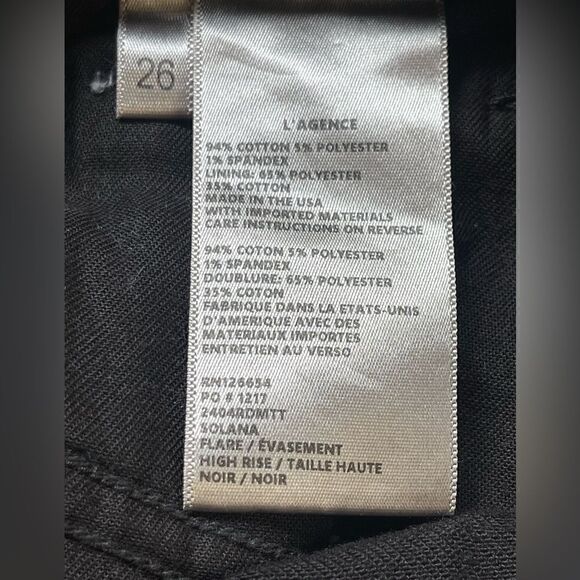 26
L'AGENCE
94% COTTON 5% POLYESTER
1% SPANDEX
LINING: 65% POLYESTER
35% COTTON
MADE IN THE USA
WITH IMPORTED MATERIALS
CARE INSTRUCTIONS ON REVERSE
94% COTON 5% POLYESTER
1% SPANDEX
DOUBLURE: 65% POLYESTER
35% COTON
FABRIQUE DANS LA ETATS-UNIS
D'AMERIQUE AVEC DES
MATERIAUX IMPORTES
ENTRETIEN AU VERSO
RN126654
PO # 1217
2404RDMTT
SOLANA
FLARE / ÉVASEMENT
HIGH RISE / TAILLE HAUTE
NOIR / NOIR